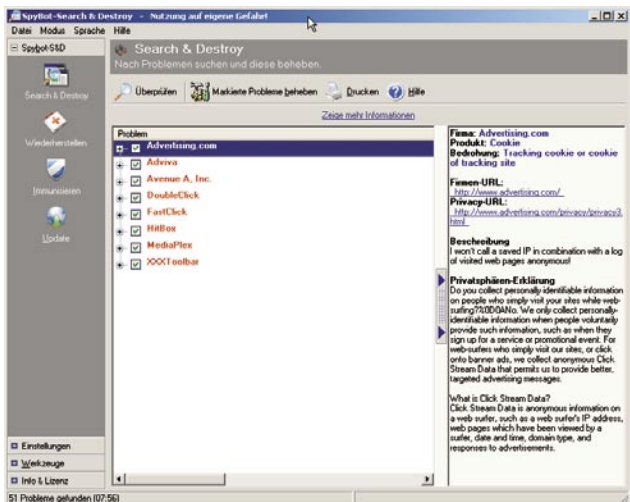 SpyBot-Search & Destroy - Nutzung auf eigene Gefahr!
Datei Modus Sprache Hilfe
Spybot-S&D
Search & Destroy
Wiederherstellen
Immunisieren
Update
Einstellungen
Werkzeuge
Info & Lizenz
Search & Destroy
Nach Problemen suchen und diese beheben.
Überprüfen Markierte Probleme beheben Drucken Hilfe
Zeige mehr Informationen
Problem
Advertising.com
Adviva
Avenue A, Inc.
DoubleClick
FastClick
HitBox
MediaPlex
XXXToolbar
Firma: Advertising.com
Produkt: Cookie
Bedrohung: Tracking cookie or cookie
of tracking site
Firmen-URL:
http://www.advertising.com/
Privacy-URL:
http://www.advertising.com/privacy/privacy3.
html
Beschreibung
I won't call a saved IP in combination with a log
of visited web pages anonymous!
Privatsphären-Erklärung
Do you collect personally identifiable information
on people who simply visit your sites while web-
surfing?%0D0ANo. We only collect personally-
identifiable information when people voluntarily
provide such information, such as when they
sign up for a service or promotional event. For
web-surfers who simply visit our sites, or click
onto banner ads, we collect anonymous Click
Stream Data that permits us to provide better,
targeted advertising messages.
What is Click Stream Data?
Click Stream Data is anonymous information on
a web surfer, such as a web surfer's IP address,
web pages which have been viewed by a
surfer, date and time, domain type, and
responses to advertisements.
51 Probleme gefunden (07:56)